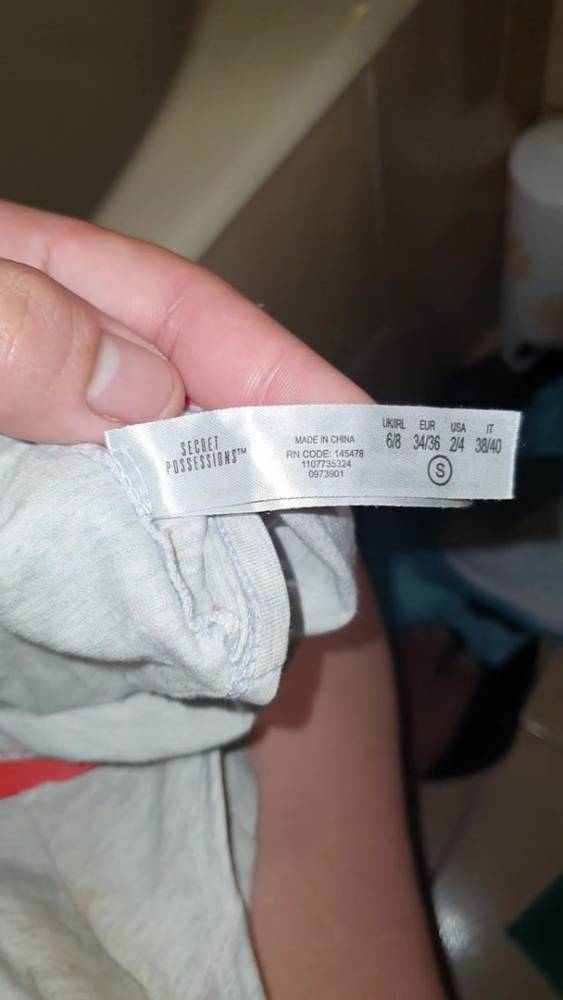 SECRET
POSSESSIONS™
MADE IN CHINA
RN CODE: 145478
1107735324
0973901
UK/IRL EUR USA IT
6/8 34/36 2/4 38/40
S